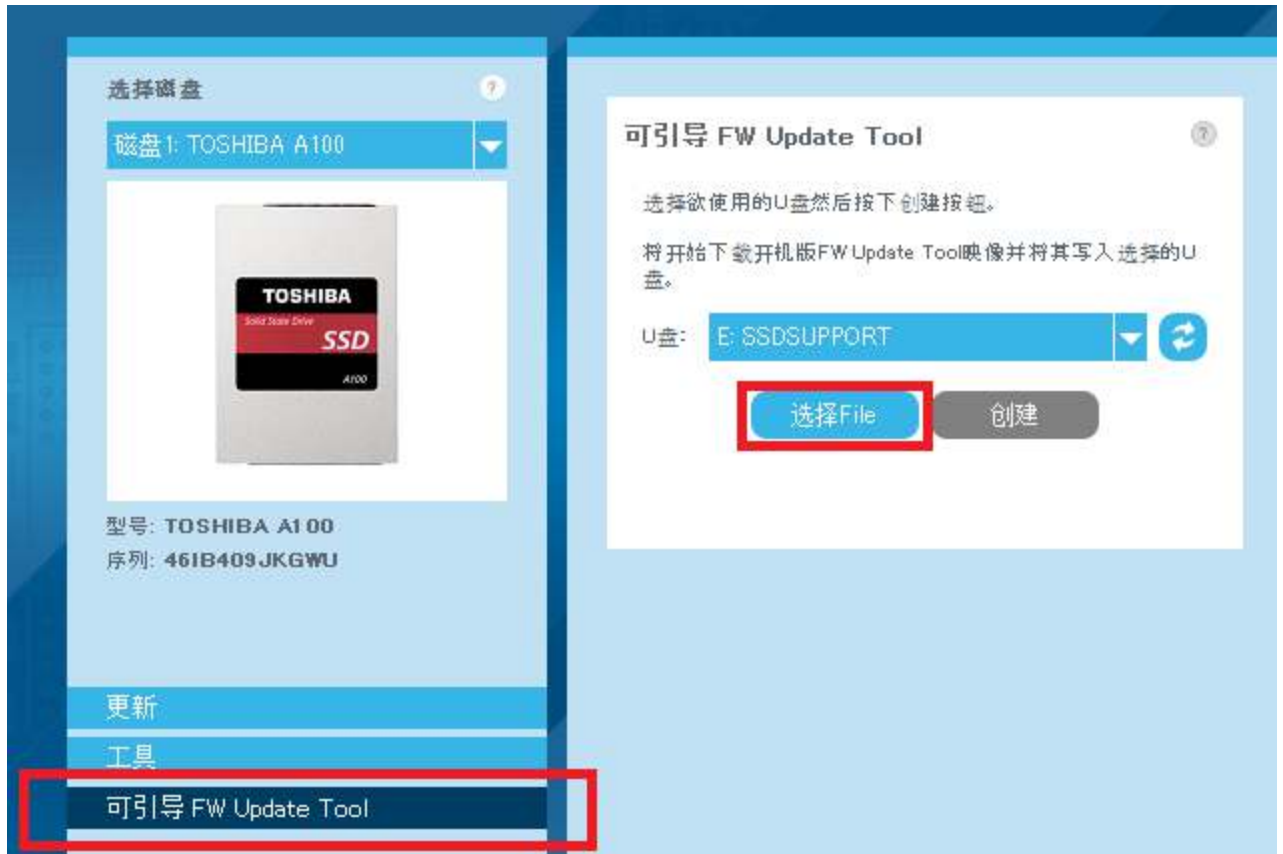 选择磁盘
?
磁盘1: TOSHIBA A100
TOSHIBA
Solid State Drive
SSD
A100
型号: TOSHIBA A100
序列: 46IB409JKGWU
更新
工具
可引导 FW Update Tool
可引导 FW Update Tool
?
选择欲使用的U盘然后按下创建按钮。
将开始下载开机版FW Update Tool映像并将其写入选择的U
盘。
U盘: E: SSDSUPPORT
选择File 创建